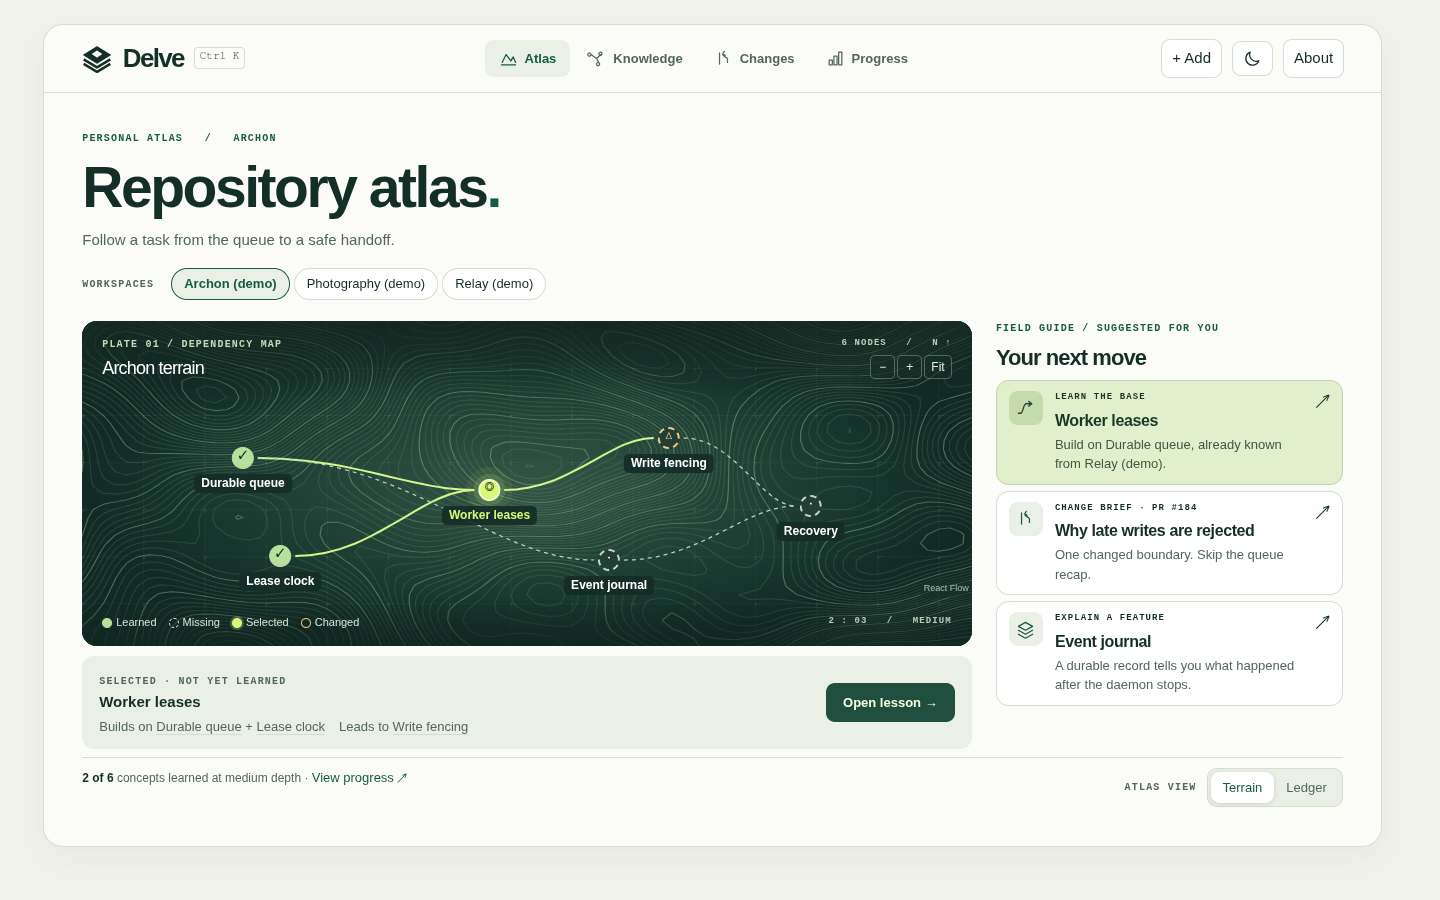 Delve Ctrl K
Atlas Knowledge Changes Progress
+ Add About
PERSONAL ATLAS / ARCHON
Repository atlas.
Follow a task from the queue to a safe handoff.
WORKSPACES Archon (demo) Photography (demo) Relay (demo)
PLATE 01 / DEPENDENCY MAP
Archon terrain
6 NODES / N ↑
− + Fit
Durable queue
Worker leases
Lease clock
Write fencing
Recovery
Event journal
React Flow
Learned Missing Selected Changed
2 : 03 / MEDIUM
SELECTED · NOT YET LEARNED
Worker leases
Builds on Durable queue + Lease clock Leads to Write fencing
Open lesson →
FIELD GUIDE / SUGGESTED FOR YOU
Your next move
LEARN THE BASE
Worker leases
Build on Durable queue, already known
from Relay (demo).
CHANGE BRIEF · PR #184
Why late writes are rejected
One changed boundary. Skip the queue
recap.
EXPLAIN A FEATURE
Event journal
A durable record tells you what happened
after the daemon stops.
2 of 6 concepts learned at medium depth · View progress
ATLAS VIEW Terrain Ledger